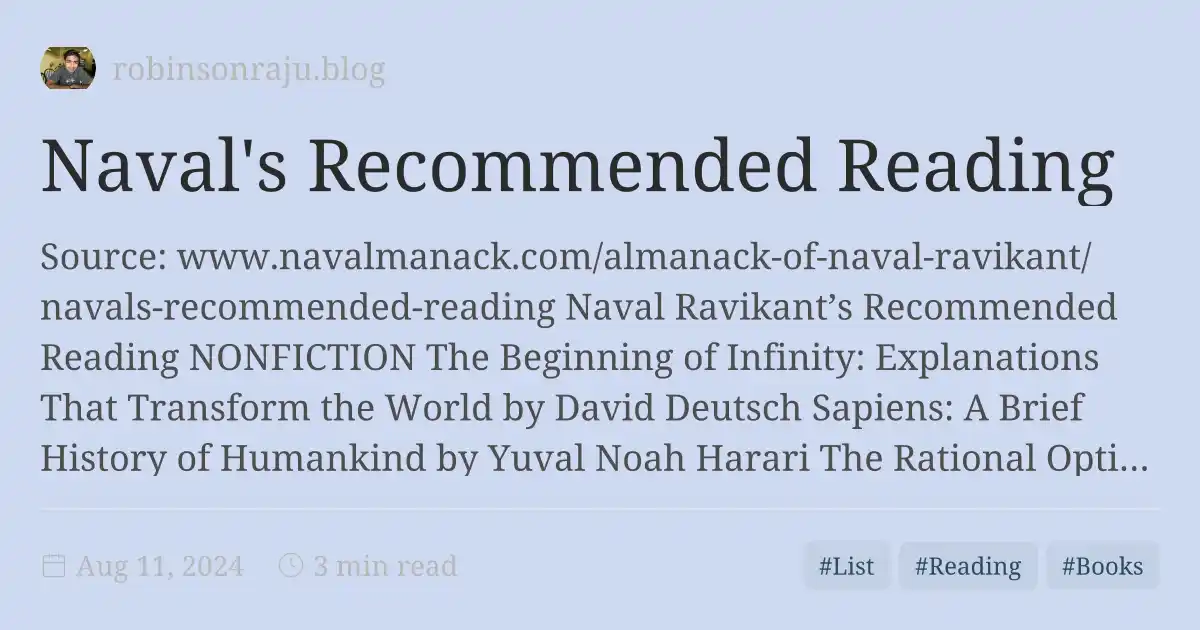 robinsonraju.blog
Naval's Recommended Reading
Source: www.navalmanack.com/almanack-of-naval-ravikant/
navals-recommended-reading Naval Ravikant’s Recommended
Reading NONFICTION The Beginning of Infinity: Explanations
That Transform the World by David Deutsch Sapiens: A Brief
History of Humankind by Yuval Noah Harari The Rational Opti…
Aug 11, 2024 3 min read #List #Reading #Books